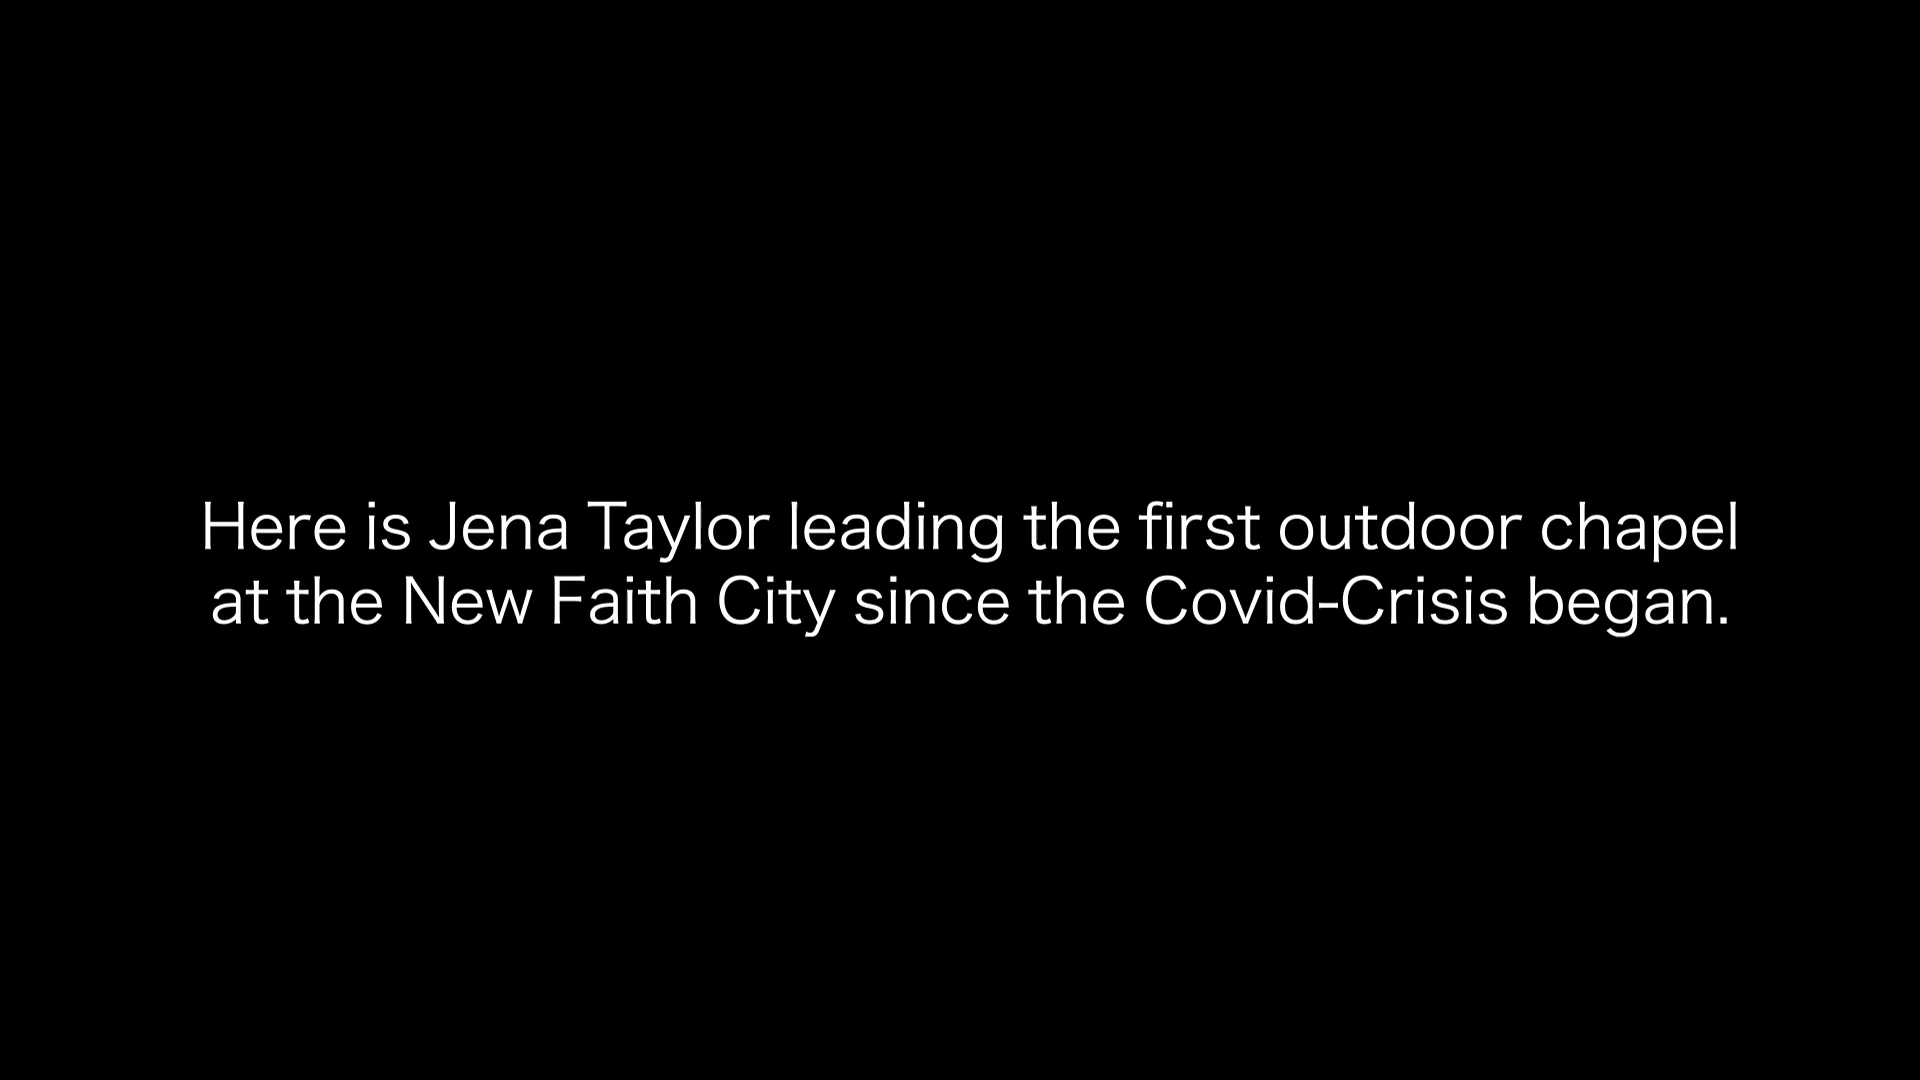 Here is Jena Taylor leading the first outdoor chapel
at the New Faith City since the Covid-Crisis began.